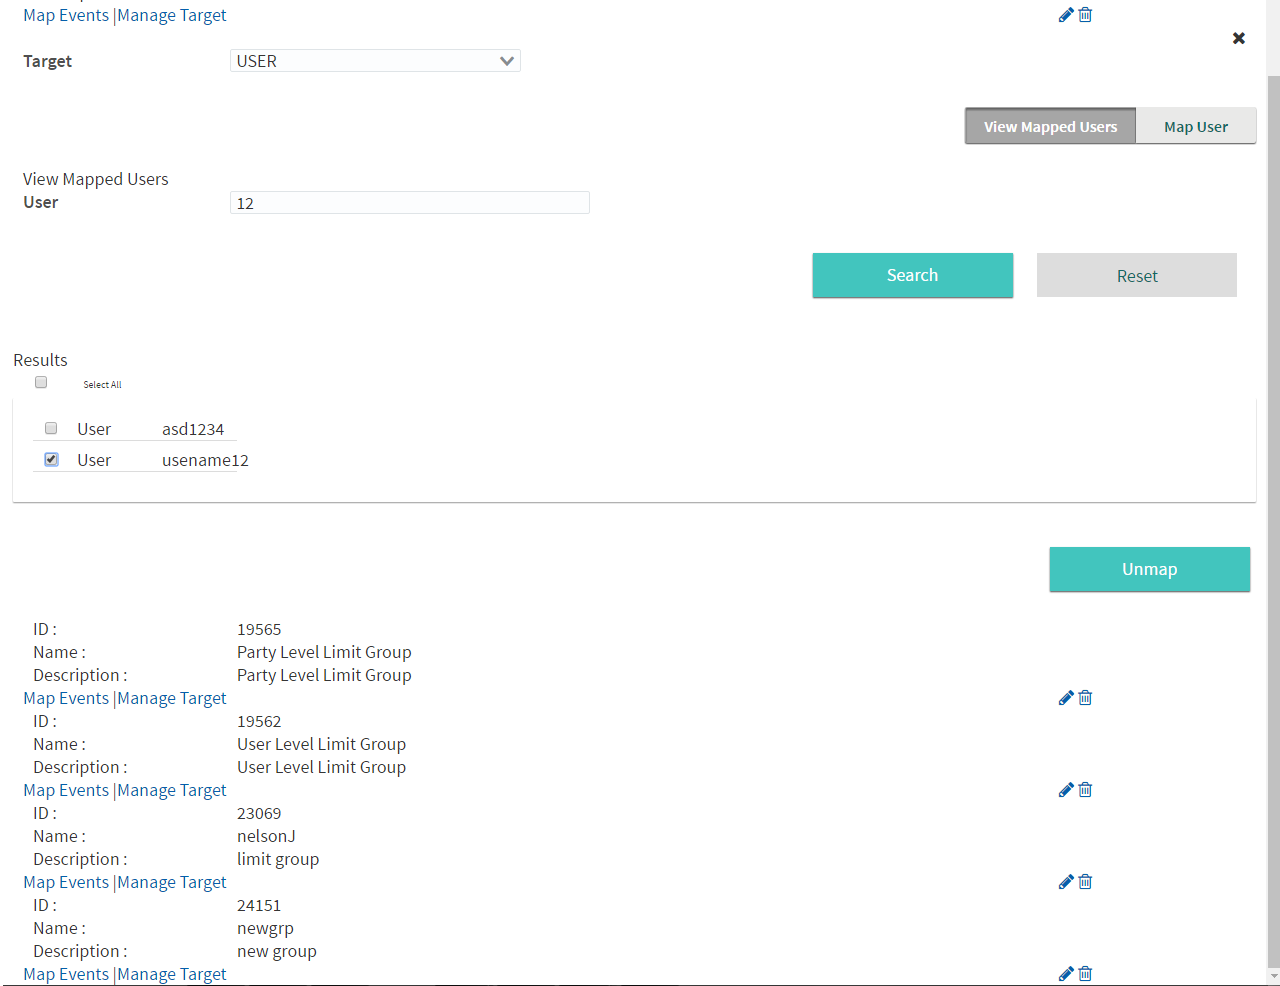 Map Events |Manage Target
Target USER
View Mapped Users Map User
View Mapped Users
User 12
Search Reset
Results
Select All
User asd1234
User usename12
Unmap
ID : 19565
Name : Party Level Limit Group
Description : Party Level Limit Group
Map Events |Manage Target
ID : 19562
Name : User Level Limit Group
Description : User Level Limit Group
Map Events |Manage Target
ID : 23069
Name : nelsonJ
Description : limit group
Map Events |Manage Target
ID : 24151
Name : newgrp
Description : new group
Map Events |Manage Target